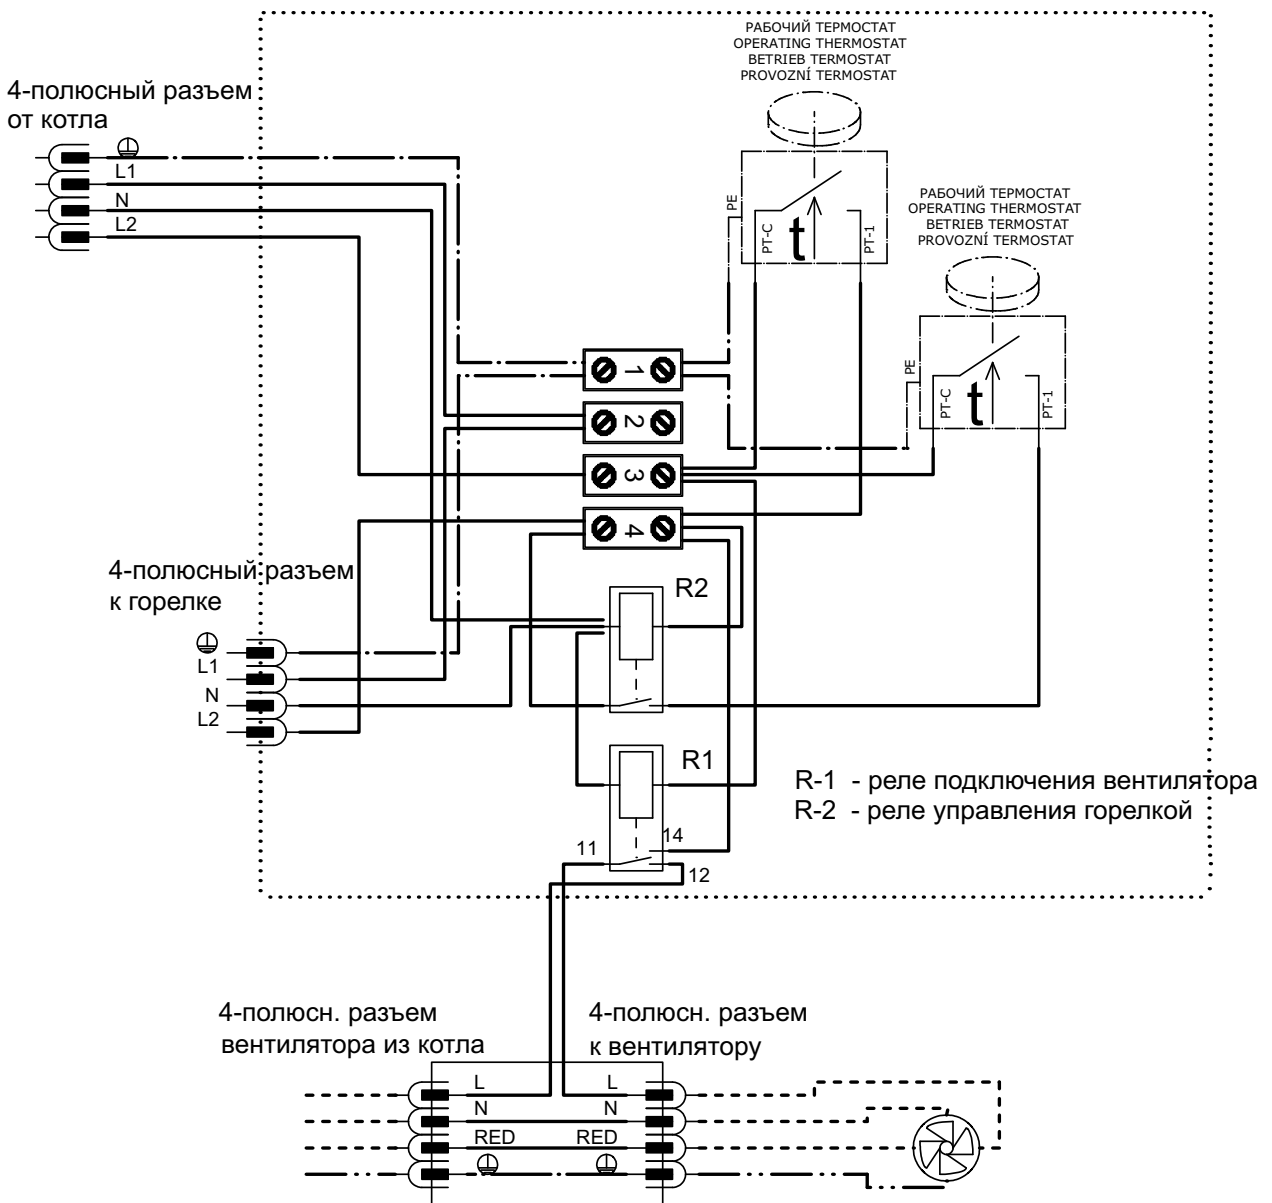 РАБОЧИЙ ТЕРМОСТАТ
OPERATING THERMOSTAT
BETRIEB TERMOSTAT
PROVOZNÍ TERMOSTAT
4-полюсный разъем
от котла
L1
N
L2
PE
PT-C
t
PT-1
РАБОЧИЙ ТЕРМОСТАТ
OPERATING THERMOSTAT
BETRIEB TERMOSTAT
PROVOZNÍ TERMOSTAT
PE
PT-C
t
PT-1
1
2
3
4
4-полюсный разъем
к горелке
L1
N
L2
R2
R1
R-1 - реле подключения вентилятора
R-2 - реле управления горелкой
11
14
12
4-полюсн. разъем
вентилятора из котла
4-полюсн. разъем
к вентилятору
L L
N N
RED RED